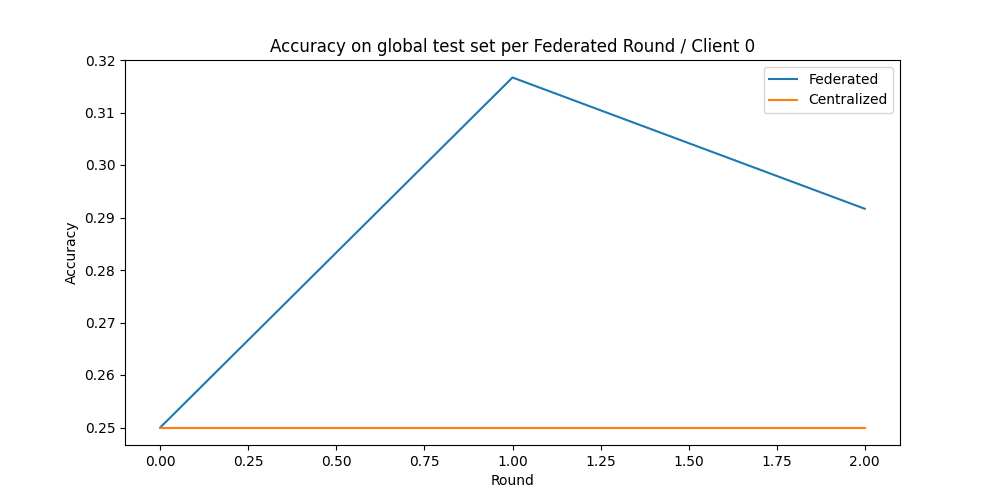 Accuracy on global test set per Federated Round / Client 0
Federated
Centralized
Accuracy
0.32
0.31
0.30
0.29
0.28
0.27
0.26
0.25
0.00 0.25 0.50 0.75 1.00 1.25 1.50 1.75 2.00
Round